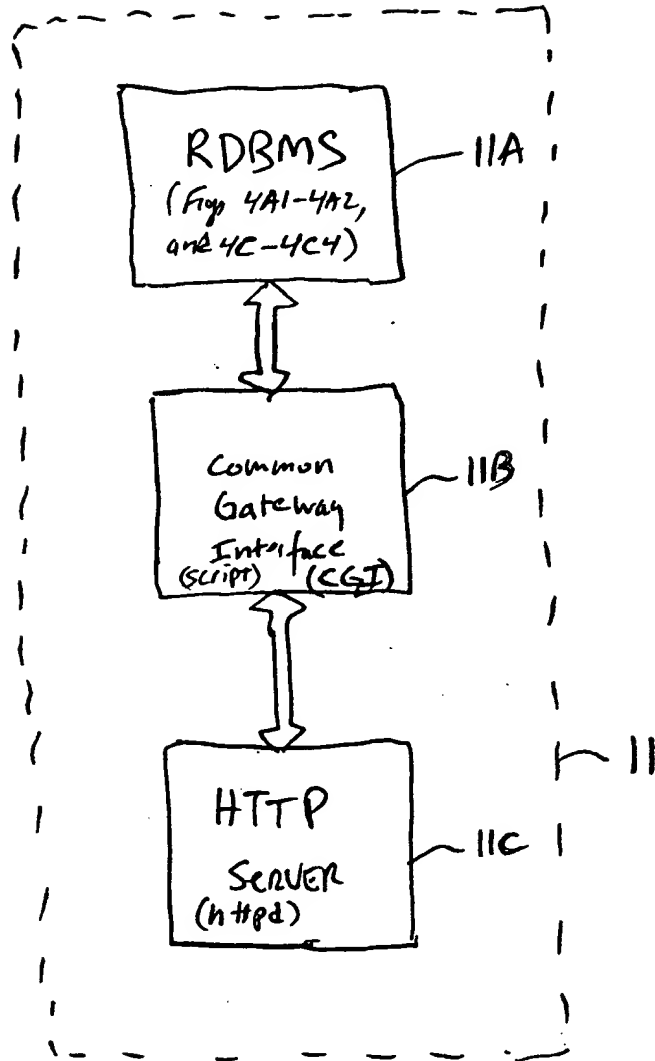 RDBMS
11A
(Figs 4A1-4A2,
and 4C-4C4)
Common
11B
Gateway
Interface
(script) (CGI)
11
HTTP
11C
SERVER
(httpd)